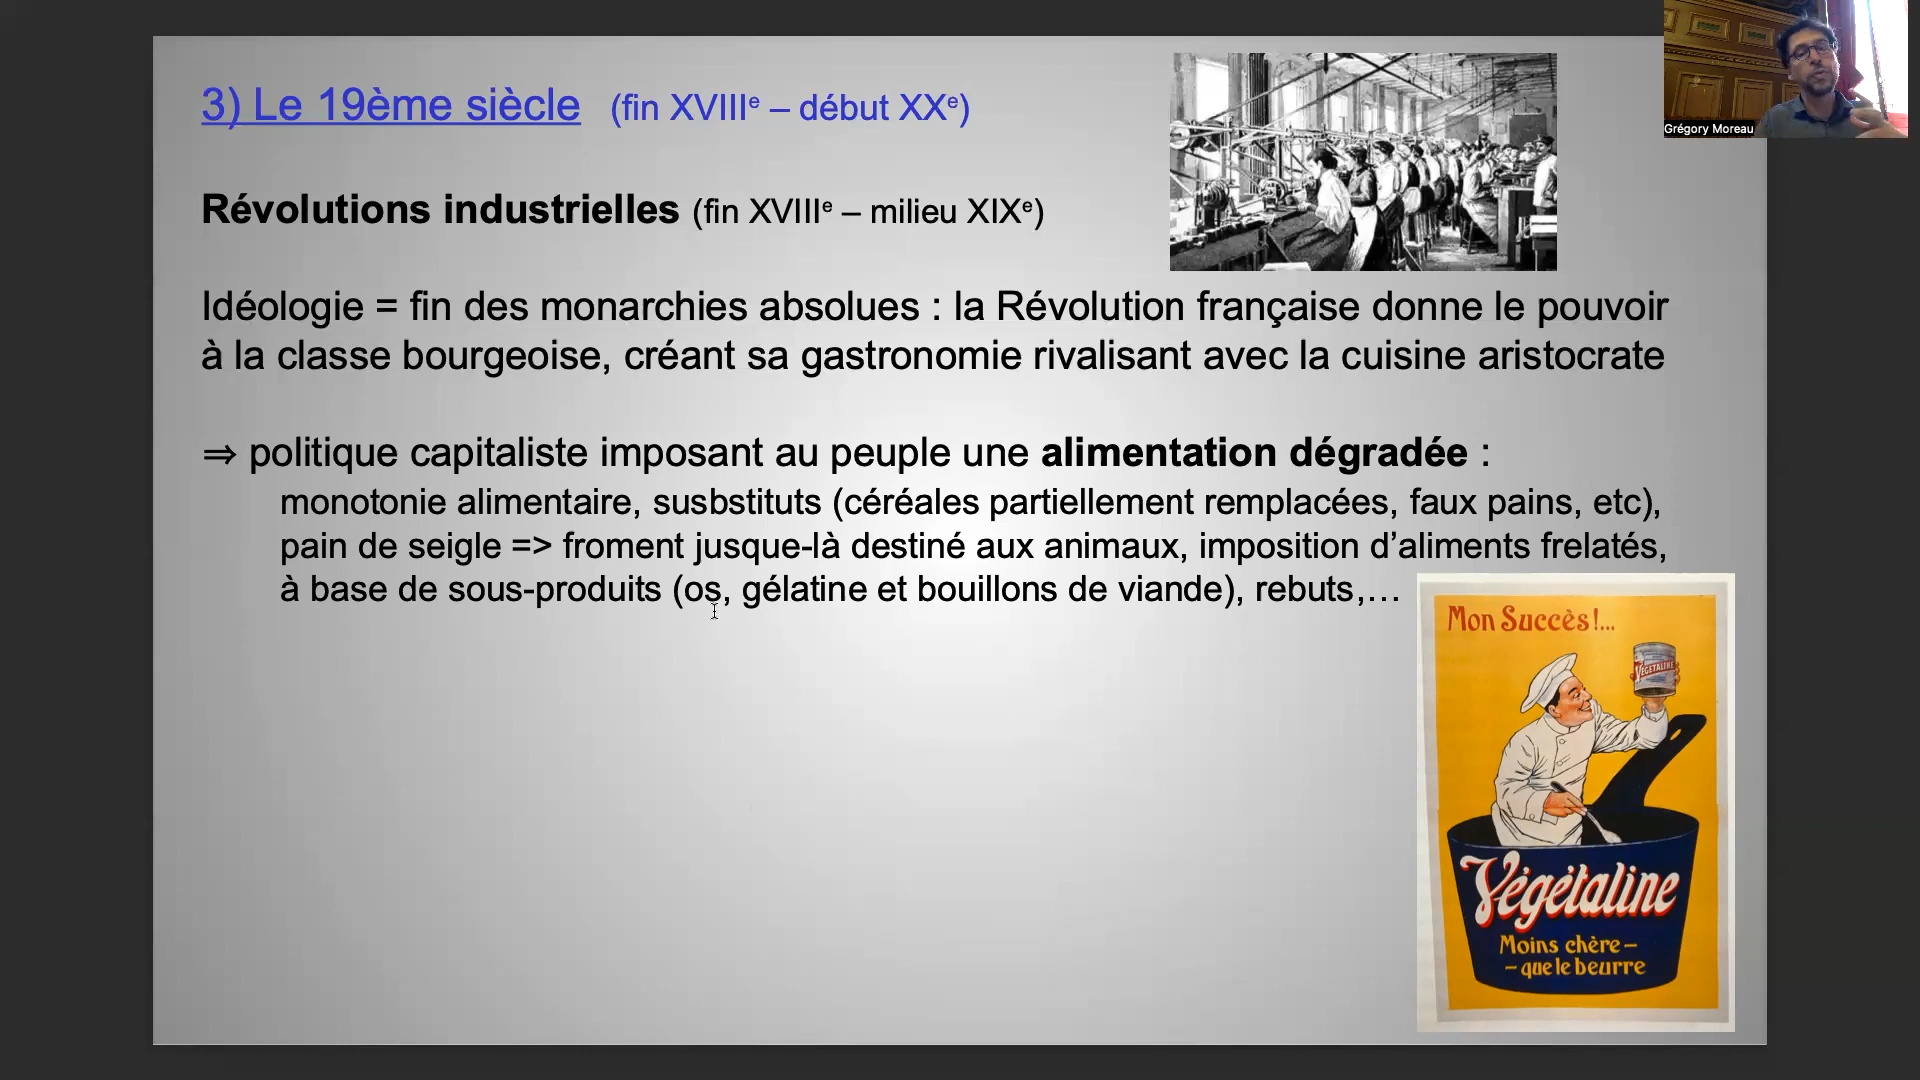 3) Le 19ème siècle (fin XVIIIᵉ – début XXᵉ)
Grégory Moreau
Révolutions industrielles (fin XVIIIᵉ – milieu XIXᵉ)
Idéologie = fin des monarchies absolues : la Révolution française donne le pouvoir
à la classe bourgeoise, créant sa gastronomie rivalisant avec la cuisine aristocrate
⇒ politique capitaliste imposant au peuple une alimentation dégradée :
monotonie alimentaire, susbstituts (céréales partiellement remplacées, faux pains, etc),
pain de seigle => froment jusque-là destiné aux animaux, imposition d’aliments frelatés,
à base de sous-produits (os, gélatine et bouillons de viande), rebuts,…
Mon Succès!...
VÉGÉTALINE
Végétaline
Moins chère –
– que le beurre